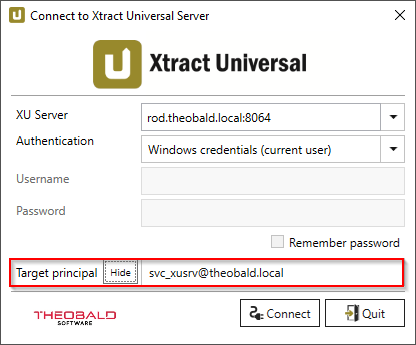 Connect to Xtract Universal Server
Xtract Universal
XU Server
rod.theobald.local:8064
Authentication
Windows credentials (current user)
Username
Password
Remember password
Target principal Hide svc_xusrv@theobald.local
THEOBALD
SOFTWARE
Connect
Quit